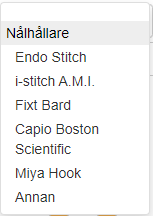 Nålhållare
Endo Stitch
i-stitch A.M.I.
Fixt Bard
Capio Boston
Scientific
Miya Hook
Annan